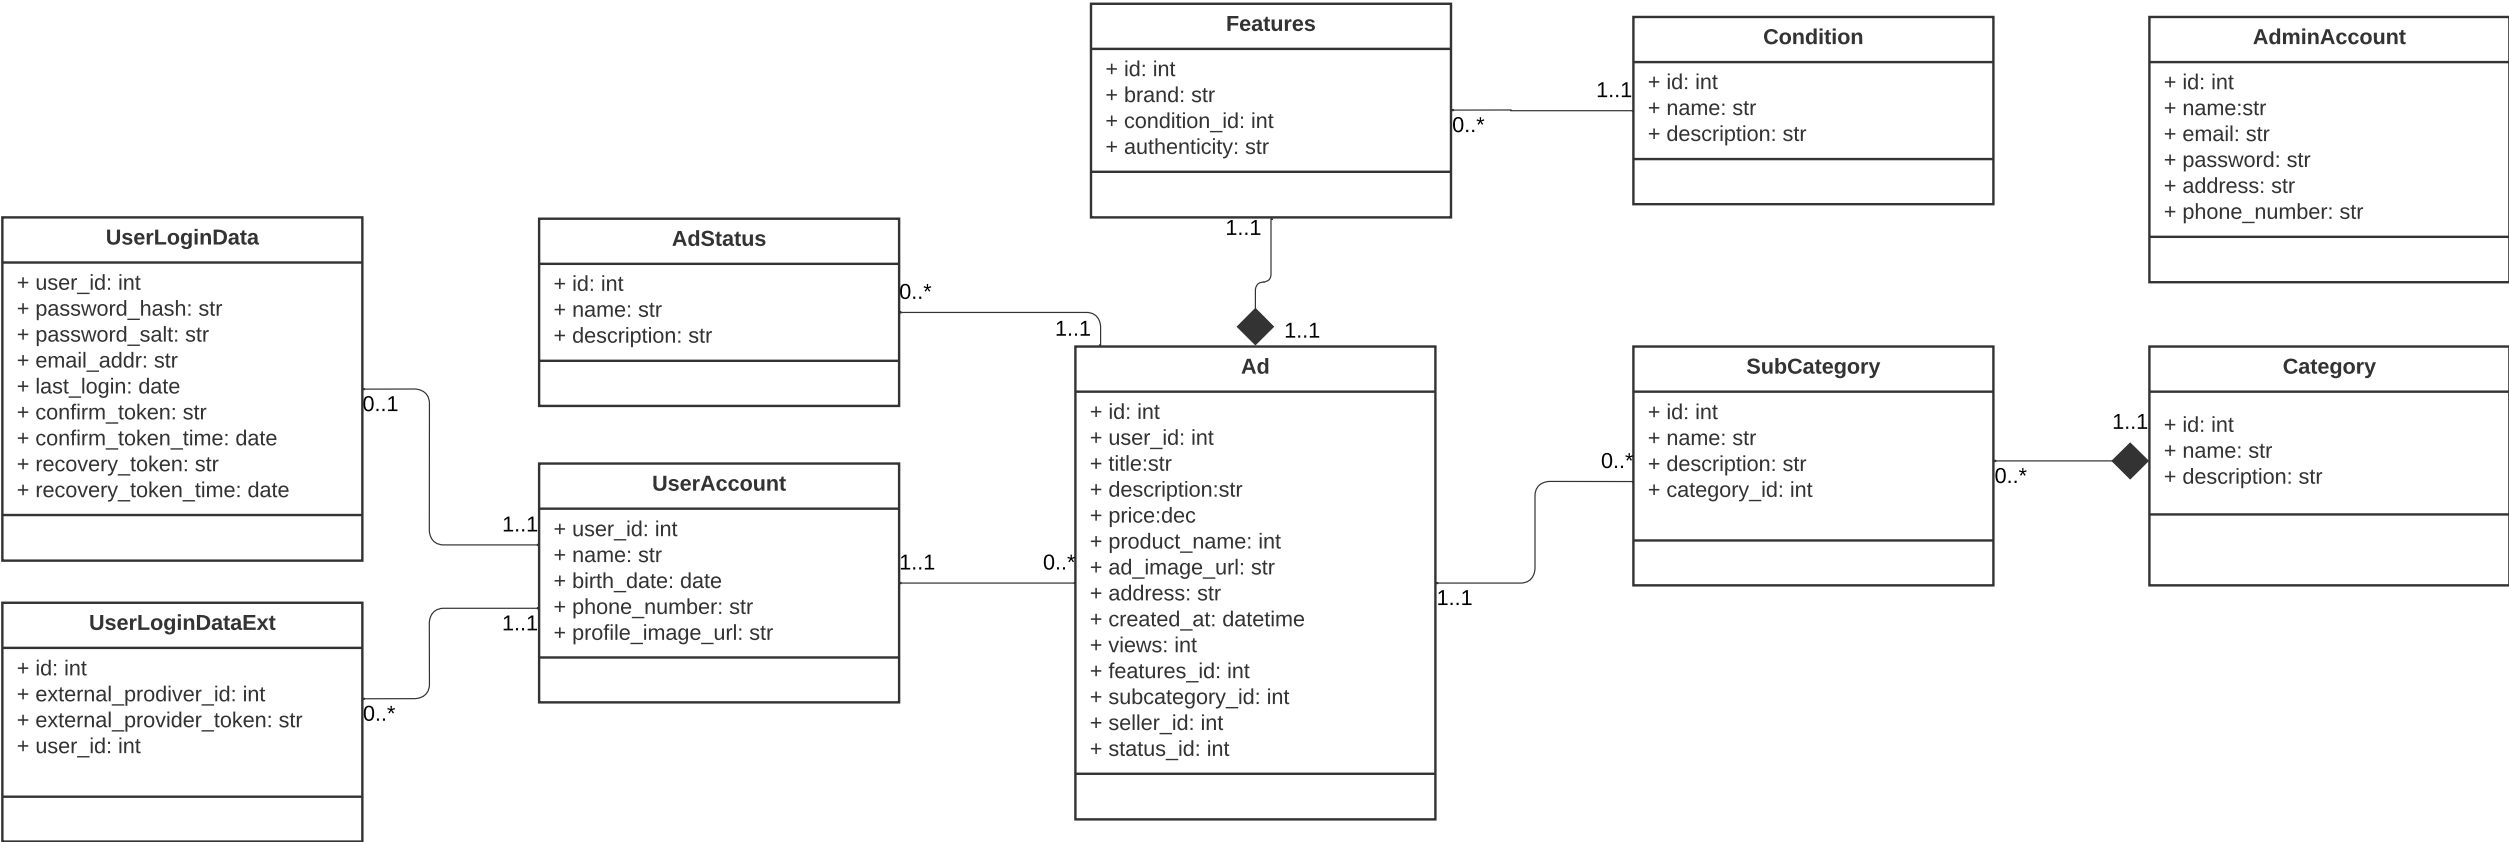 Features
+ id: int
+ brand: str
+ condition_id: int
+ authenticity: str
1..1
0..*
Condition
+ id: int
+ name: str
+ description: str
1..1
AdminAccount
+ id: int
+ name:str
+ email: str
+ password: str
+ address: str
+ phone_number: str
UserLoginData
+ user_id: int
+ password_hash: str
+ password_salt: str
+ email_addr: str
+ last_login: date
+ confirm_token: str
+ confirm_token_time: date
+ recovery_token: str
+ recovery_token_time: date
0..1
AdStatus
+ id: int
+ name: str
+ description: str
0..*
1..1
1..1
UserAccount
+ user_id: int
+ name: str
+ birth_date: date
+ phone_number: str
+ profile_image_url: str
1..1
1..1
1..1
0..*
UserLoginDataExt
+ id: int
+ external_prodiver_id: int
+ external_provider_token: str
+ user_id: int
0..*
Ad
+ id: int
+ user_id: int
+ title:str
+ description:str
+ price:dec
+ product_name: int
+ ad_image_url: str
+ address: str
+ created_at: datetime
+ views: int
+ features_id: int
+ subcategory_id: int
+ seller_id: int
+ status_id: int
1..1
0..*
SubCategory
+ id: int
+ name: str
+ description: str
+ category_id: int
0..*
1..1
Category
+ id: int
+ name: str
+ description: str